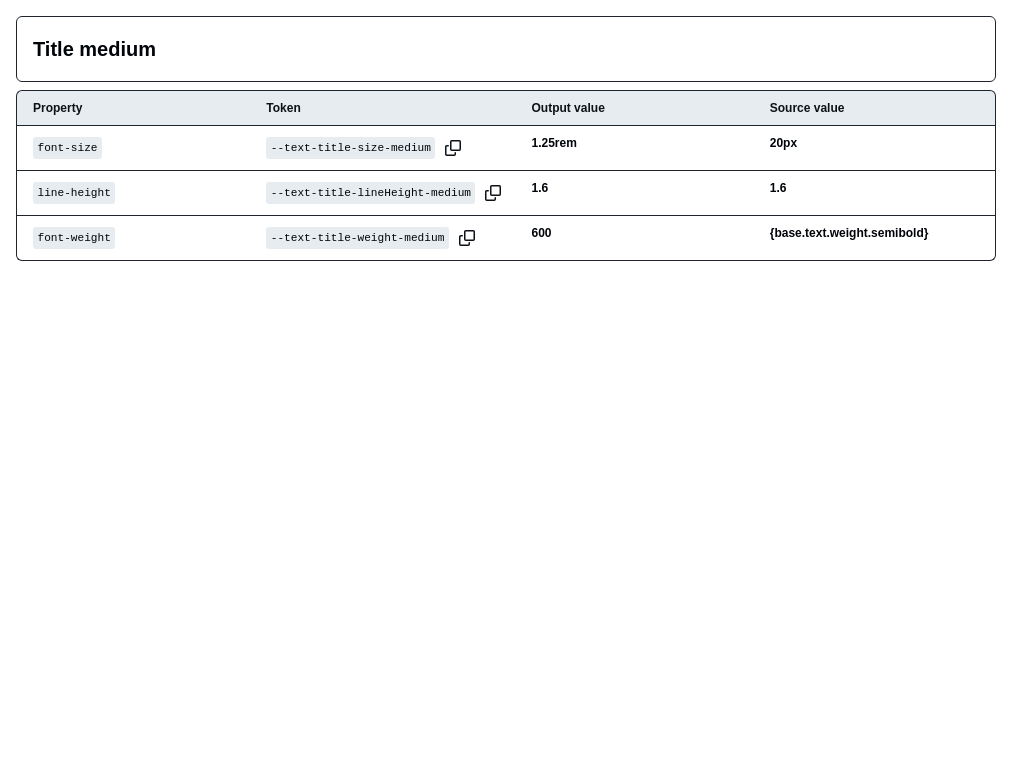 Title medium
Property Token Output value Source value
font-size --text-title-size-medium 1.25rem 20px
line-height --text-title-lineHeight-medium 1.6 1.6
font-weight --text-title-weight-medium 600 {base.text.weight.semibold}